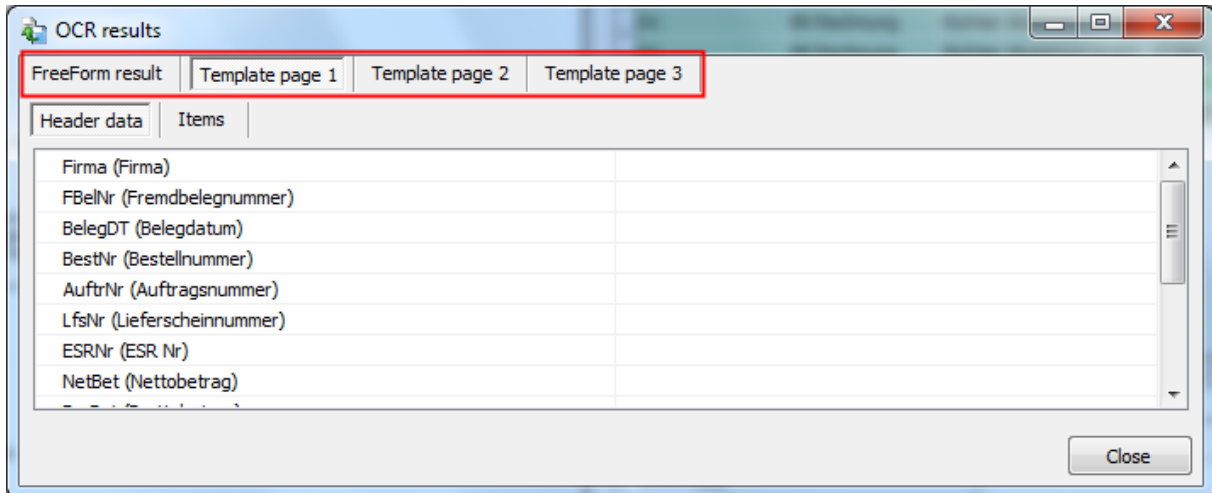 OCR results
FreeForm result Template page 1 Template page 2 Template page 3
Header data Items
Firma (Firma)
FBelNr (Fremdbelegnummer)
BelegDT (Belegdatum)
BestNr (Bestellnummer)
AuftrNr (Auftragsnummer)
LfsNr (Lieferscheinnummer)
ESRNr (ESR Nr)
NetBet (Nettobetrag)
Close